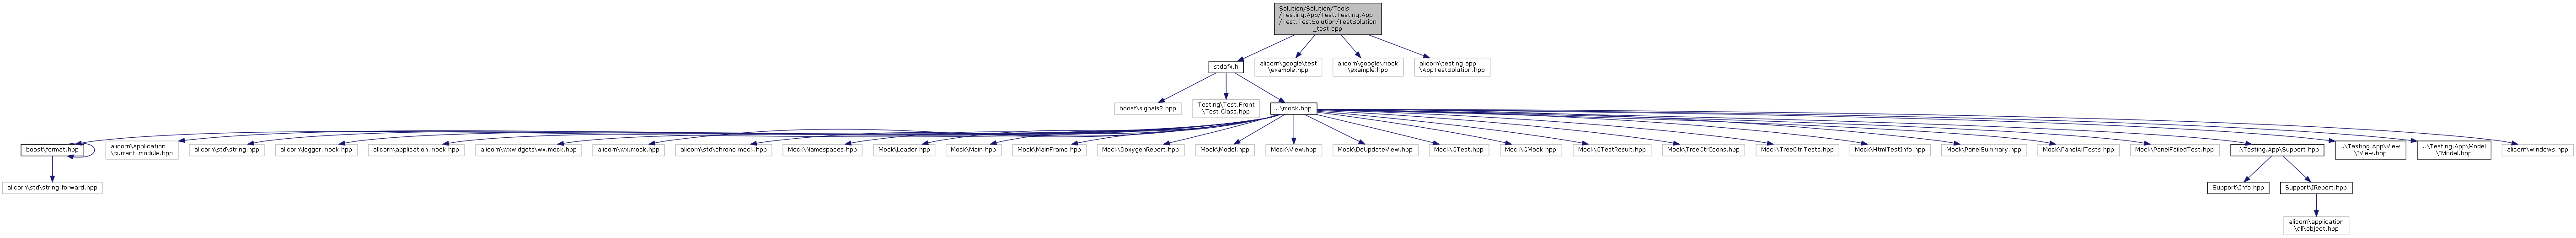 Solution/Solution/Tools
/Testing.App/Test.Testing.App
/Test.TestSolution/TestSolution
_test.cpp
stdafx.h
alicorn\google\test
\example.hpp
alicorn\google\mock
\example.hpp
alicorn\testing.app
\AppTestSolution.hpp
boost\signals2.hpp
Testing\Test.Front
\Test.Class.hpp
..\mock.hpp
boost\format.hpp
alicorn\application
\current-module.hpp
alicorn\std\string.hpp
alicorn\logger.mock.hpp
alicorn\application.mock.hpp
alicorn\wxwidgets\wx.mock.hpp
alicorn\wx.mock.hpp
alicorn\std\chrono.mock.hpp
Mock\Namespaces.hpp
Mock\Loader.hpp
Mock\Main.hpp
Mock\MainFrame.hpp
Mock\DoxygenReport.hpp
Mock\Model.hpp
Mock\View.hpp
Mock\DoUpdateView.hpp
Mock\GTest.hpp
Mock\GMock.hpp
Mock\GTestResult.hpp
Mock\TreeCtrlIcons.hpp
Mock\TreeCtrlTests.hpp
Mock\HtmlTestInfo.hpp
Mock\PanelSummary.hpp
Mock\PanelAllTests.hpp
Mock\PanelFailedTest.hpp
..\Testing.App\Support.hpp
..\Testing.App\View
\IView.hpp
..\Testing.App\Model
\IModel.hpp
alicorn\windows.hpp
alicorn\std\string.forward.hpp
Support\Info.hpp
Support\IReport.hpp
alicorn\application
\dll\object.hpp